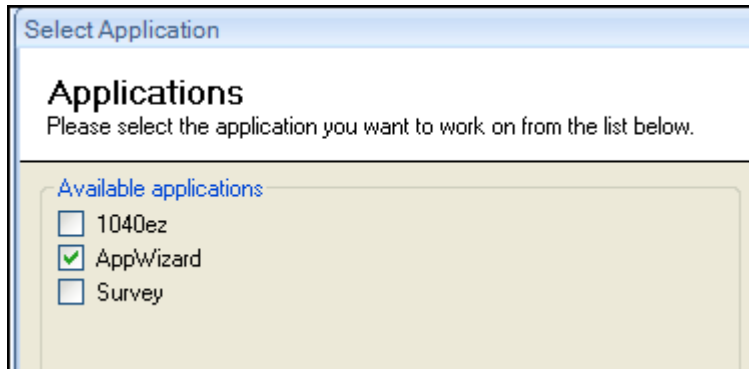 Select Application
Applications
Please select the application you want to work on from the list below.
Available applications
1040ez
AppWizard
Survey